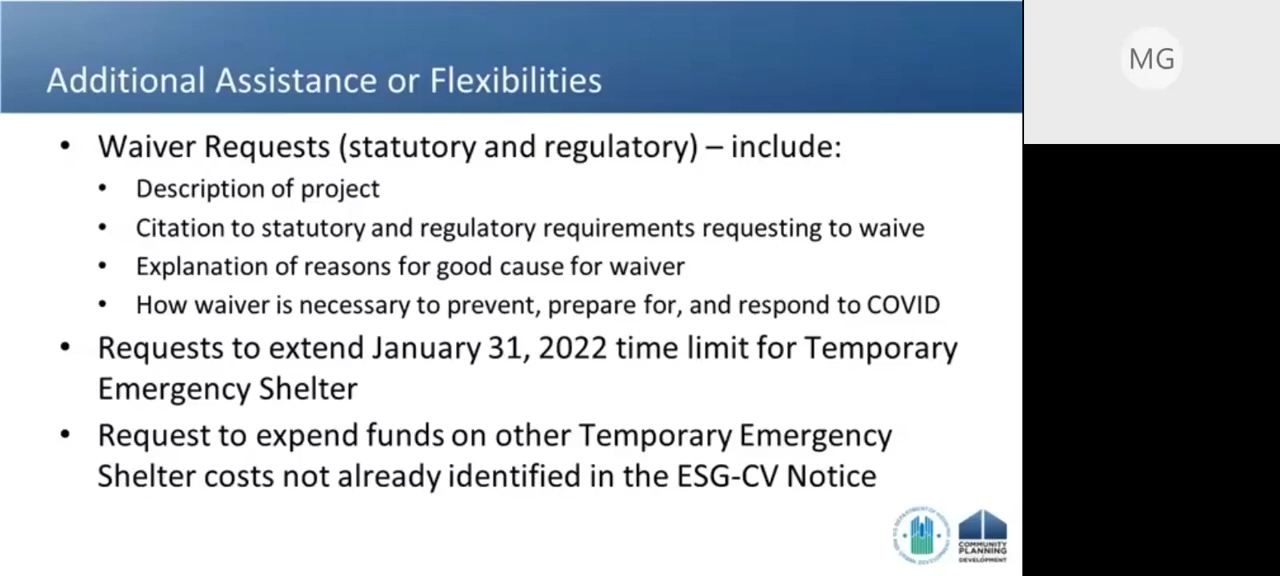 Additional Assistance or Flexibilities
MG
• Waiver Requests (statutory and regulatory) – include:
• Description of project
• Citation to statutory and regulatory requirements requesting to waive
• Explanation of reasons for good cause for waiver
• How waiver is necessary to prevent, prepare for, and respond to COVID
• Requests to extend January 31, 2022 time limit for Temporary
Emergency Shelter
• Request to expend funds on other Temporary Emergency
Shelter costs not already identified in the ESG-CV Notice
COMMUNITY
PLANNING
DEVELOPMENT